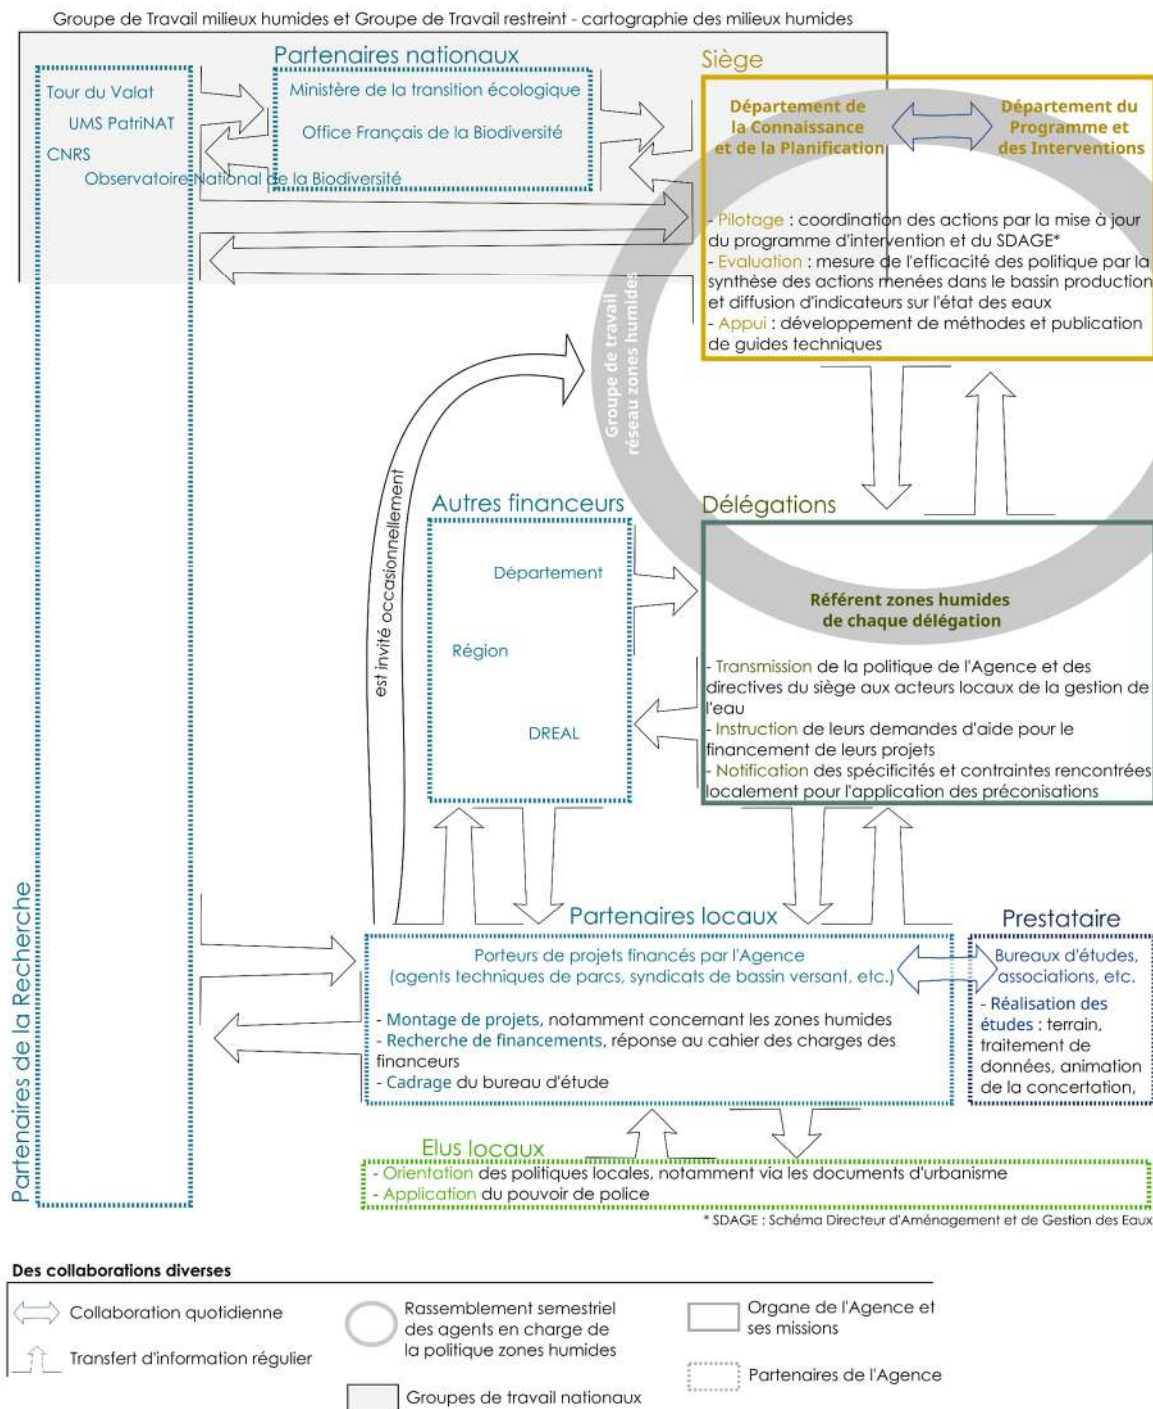 Groupe de Travail milieux humides et Groupe de Travail restreint - cartographie des milieux humides
Partenaires nationaux
Siège
Tour du Valat
UMS PatriNAT
CNRS
Observatoire National de la Biodiversité
Ministère de la transition écologique
Office Français de la Biodiversité
Département de
la Connaissance
et de la Planification
Département du
Programme et
des Interventions
- Pilotage : coordination des actions par la mise à jour
du programme d'intervention et du SDAGE*
- Evaluation : mesure de l'efficacité des politique par la
synthèse des actions menées dans le bassin production
et diffusion d'indicateurs sur l'état des eaux
- Appui : développement de méthodes et publication
de guides techniques
Groupe de travail
réseau zones humides
est invité occasionnellement
Autres financeurs
Département
Région
DREAL
Délégations
Référent zones humides
de chaque délégation
- Transmission de la politique de l'Agence et des
directives du siège aux acteurs locaux de la gestion de
l'eau
- Instruction de leurs demandes d'aide pour le
financement de leurs projets
- Notification des spécificités et contraintes rencontrées
localement pour l'application des préconisations
Partenaires de la Recherche
Partenaires locaux
Porteurs de projets financés par l'Agence
(agents techniques de parcs, syndicats de bassin versant, etc.)
- Montage de projets, notamment concernant les zones humides
- Recherche de financements, réponse au cahier des charges des
financeurs
- Cadrage du bureau d'étude
Prestataire
Bureaux d'études,
associations, etc.
- Réalisation des
études : terrain,
traitement de
données, animation
de la concertation,
Elus locaux
- Orientation des politiques locales, notamment via les documents d'urbanisme
- Application du pouvoir de police
* SDAGE : Schéma Directeur d'Aménagement et de Gestion des Eaux
Des collaborations diverses
Collaboration quotidienne
Transfert d'information régulier
Rassemblement semestriel
des agents en charge de
la politique zones humides
Groupes de travail nationaux
Organe de l'Agence et
ses missions
Partenaires de l'Agence